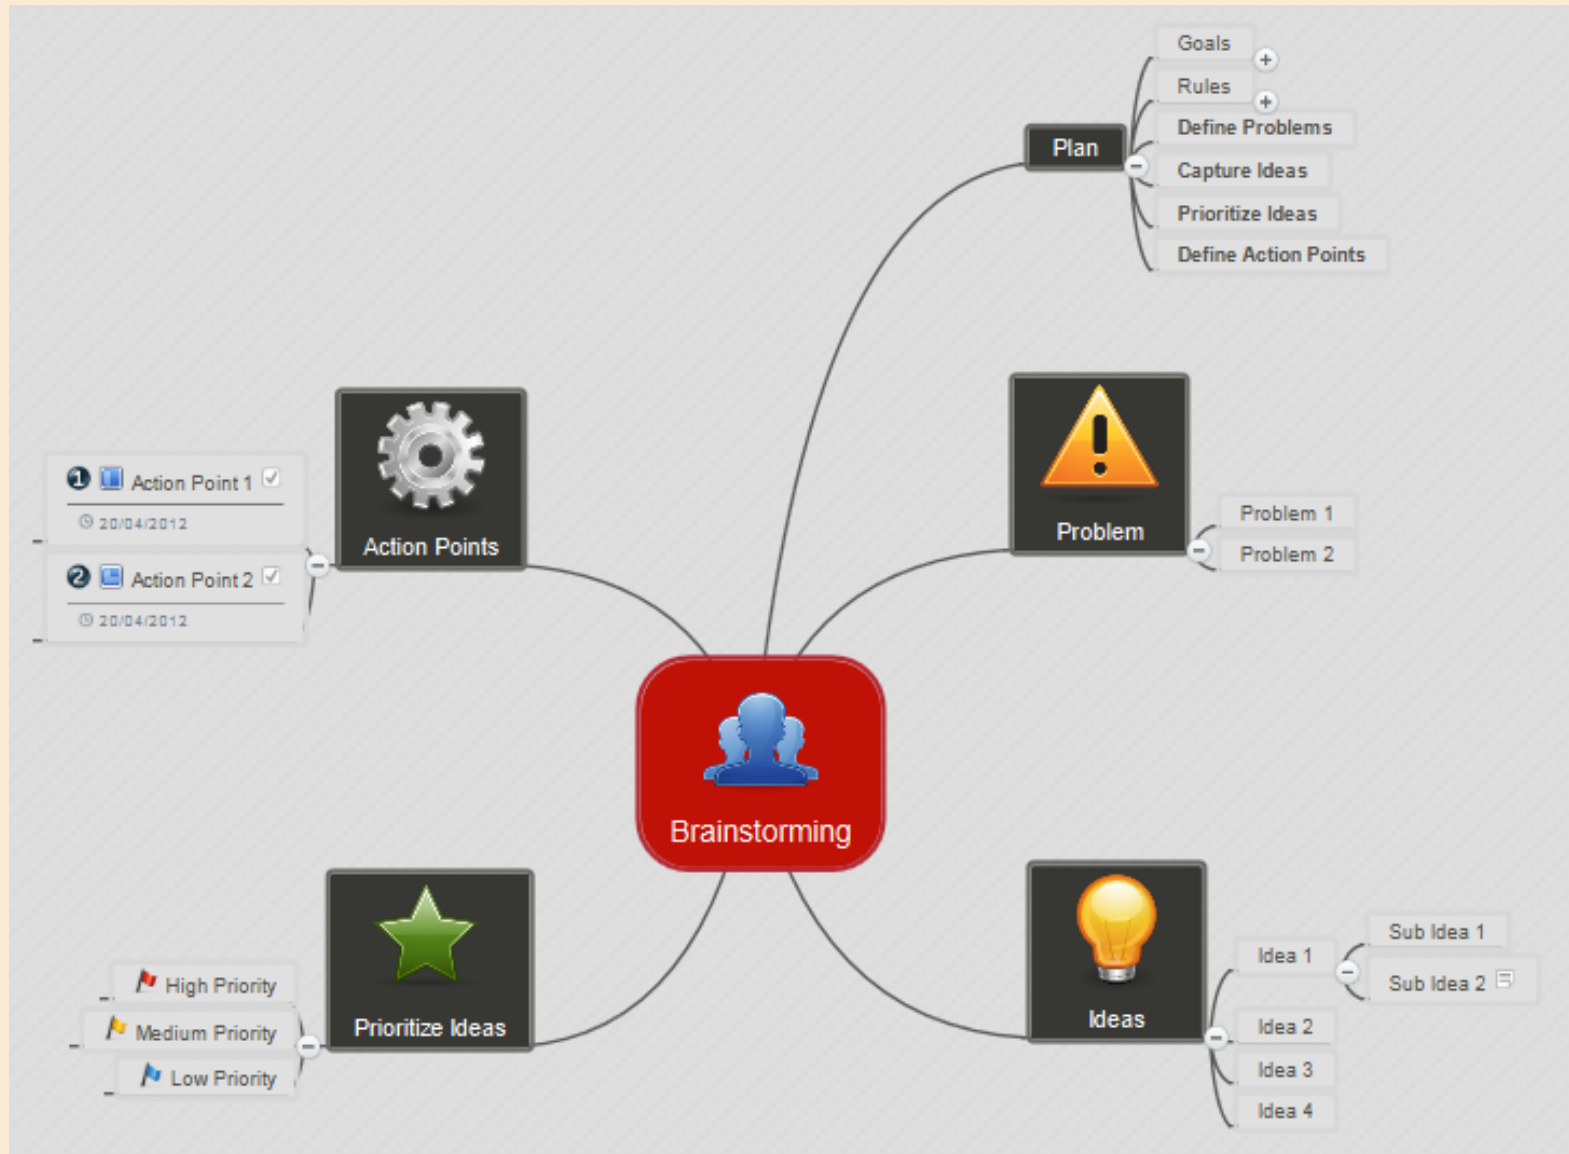 Goals
Rules
Define Problems
Plan
Capture Ideas
Prioritize Ideas
Define Action Points
Action Points
1 Action Point 1
20/04/2012
2 Action Point 2
20/04/2012
Problem
Problem 1
Problem 2
Brainstorming
Prioritize Ideas
High Priority
Medium Priority
Low Priority
Ideas
Idea 1
Sub Idea 1
Sub Idea 2
Idea 2
Idea 3
Idea 4